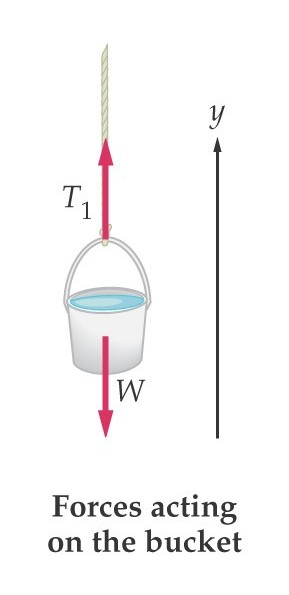 y
T₁
W
Forces acting
on the bucket